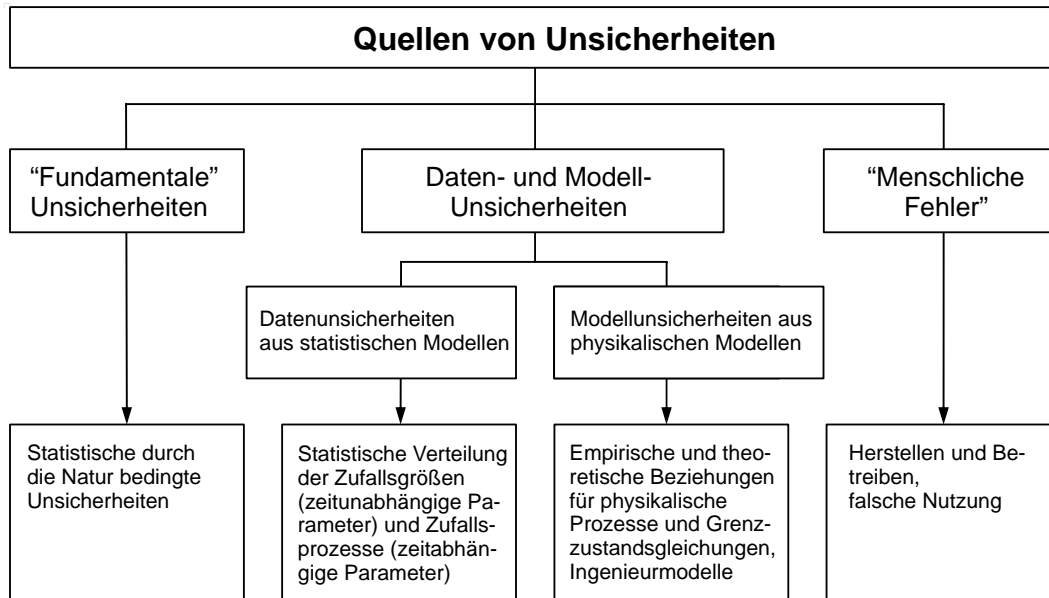 Quellen von Unsicherheiten
“Fundamentale”
Unsicherheiten
Daten- und Modell-
Unsicherheiten
“Menschliche
Fehler”
Datenunsicherheiten
aus statistischen Modellen
Modellunsicherheiten aus
physikalischen Modellen
Statistische durch
die Natur bedingte
Unsicherheiten
Statistische Verteilung
der Zufallsgrößen
(zeitunabhängige Pa-
rameter) und Zufalls-
prozesse (zeitabhän-
gige Parameter)
Empirische und theo-
retische Beziehungen
für physikalische
Prozesse und Grenz-
zustandsgleichungen,
Ingenieurmodelle
Herstellen und Be-
treiben,
falsche Nutzung